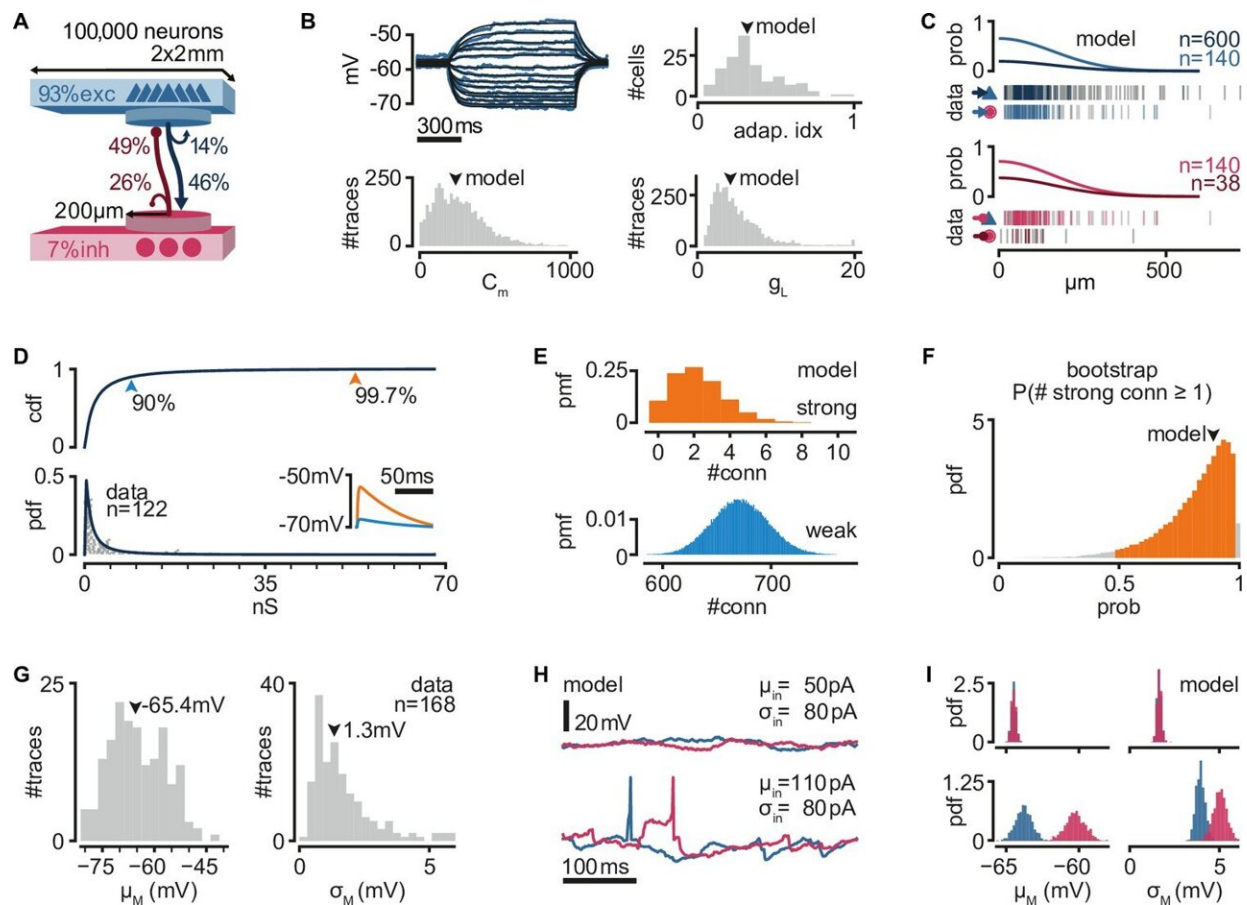 A
100,000 neurons
2x2mm
93%exc
49%
14%
26%
46%
200µm
7%inh
B
mV
-50
-60
-70
300ms
#cells
25
0
model
0
1
adap. idx
#traces
250
0
model
0
1000
C_m
#traces
250
0
model
0
20
g_L
C
prob
1
0
model
n=600
n=140
data
prob
1
0
n=140
n=38
data
0
500
µm
D
cdf
1
0
90%
99.7%
pdf
0.5
0
data
n=122
-50mV
-70mV
50ms
0
35
70
nS
E
pmf
0.25
0
model
strong
0 2 4 6 8 10
#conn
pmf
0.01
0
weak
600
700
#conn
F
bootstrap
P(# strong conn ≥ 1)
model
pdf
5
0
0
0.5
1
prob
G
#traces
25
0
-65.4mV
−75 −60 −45
µ_M (mV)
#traces
40
0
data
n=168
1.3mV
0
5
σ_M (mV)
H
model
20mV
µ_in= 50pA
σ_in= 80pA
µ_in=110pA
σ_in= 80pA
100ms
I
pdf
2.5
0
model
pdf
1.25
0
−65
−60
µ_M (mV)
0
5
σ_M (mV)